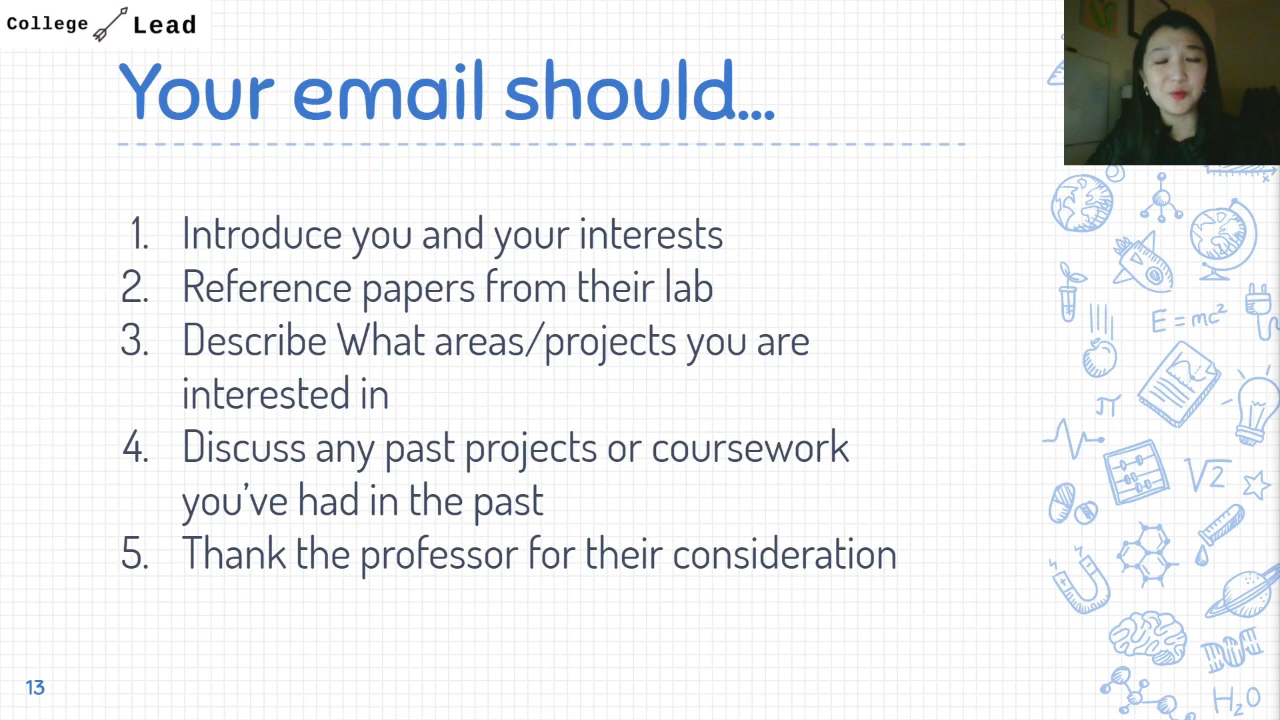 College Lead
Your email should...
1. Introduce you and your interests
2. Reference papers from their lab
3. Describe What areas/projects you are
interested in
4. Discuss any past projects or coursework
you've had in the past
5. Thank the professor for their consideration
E=mc²
π
√2
H₂O
13